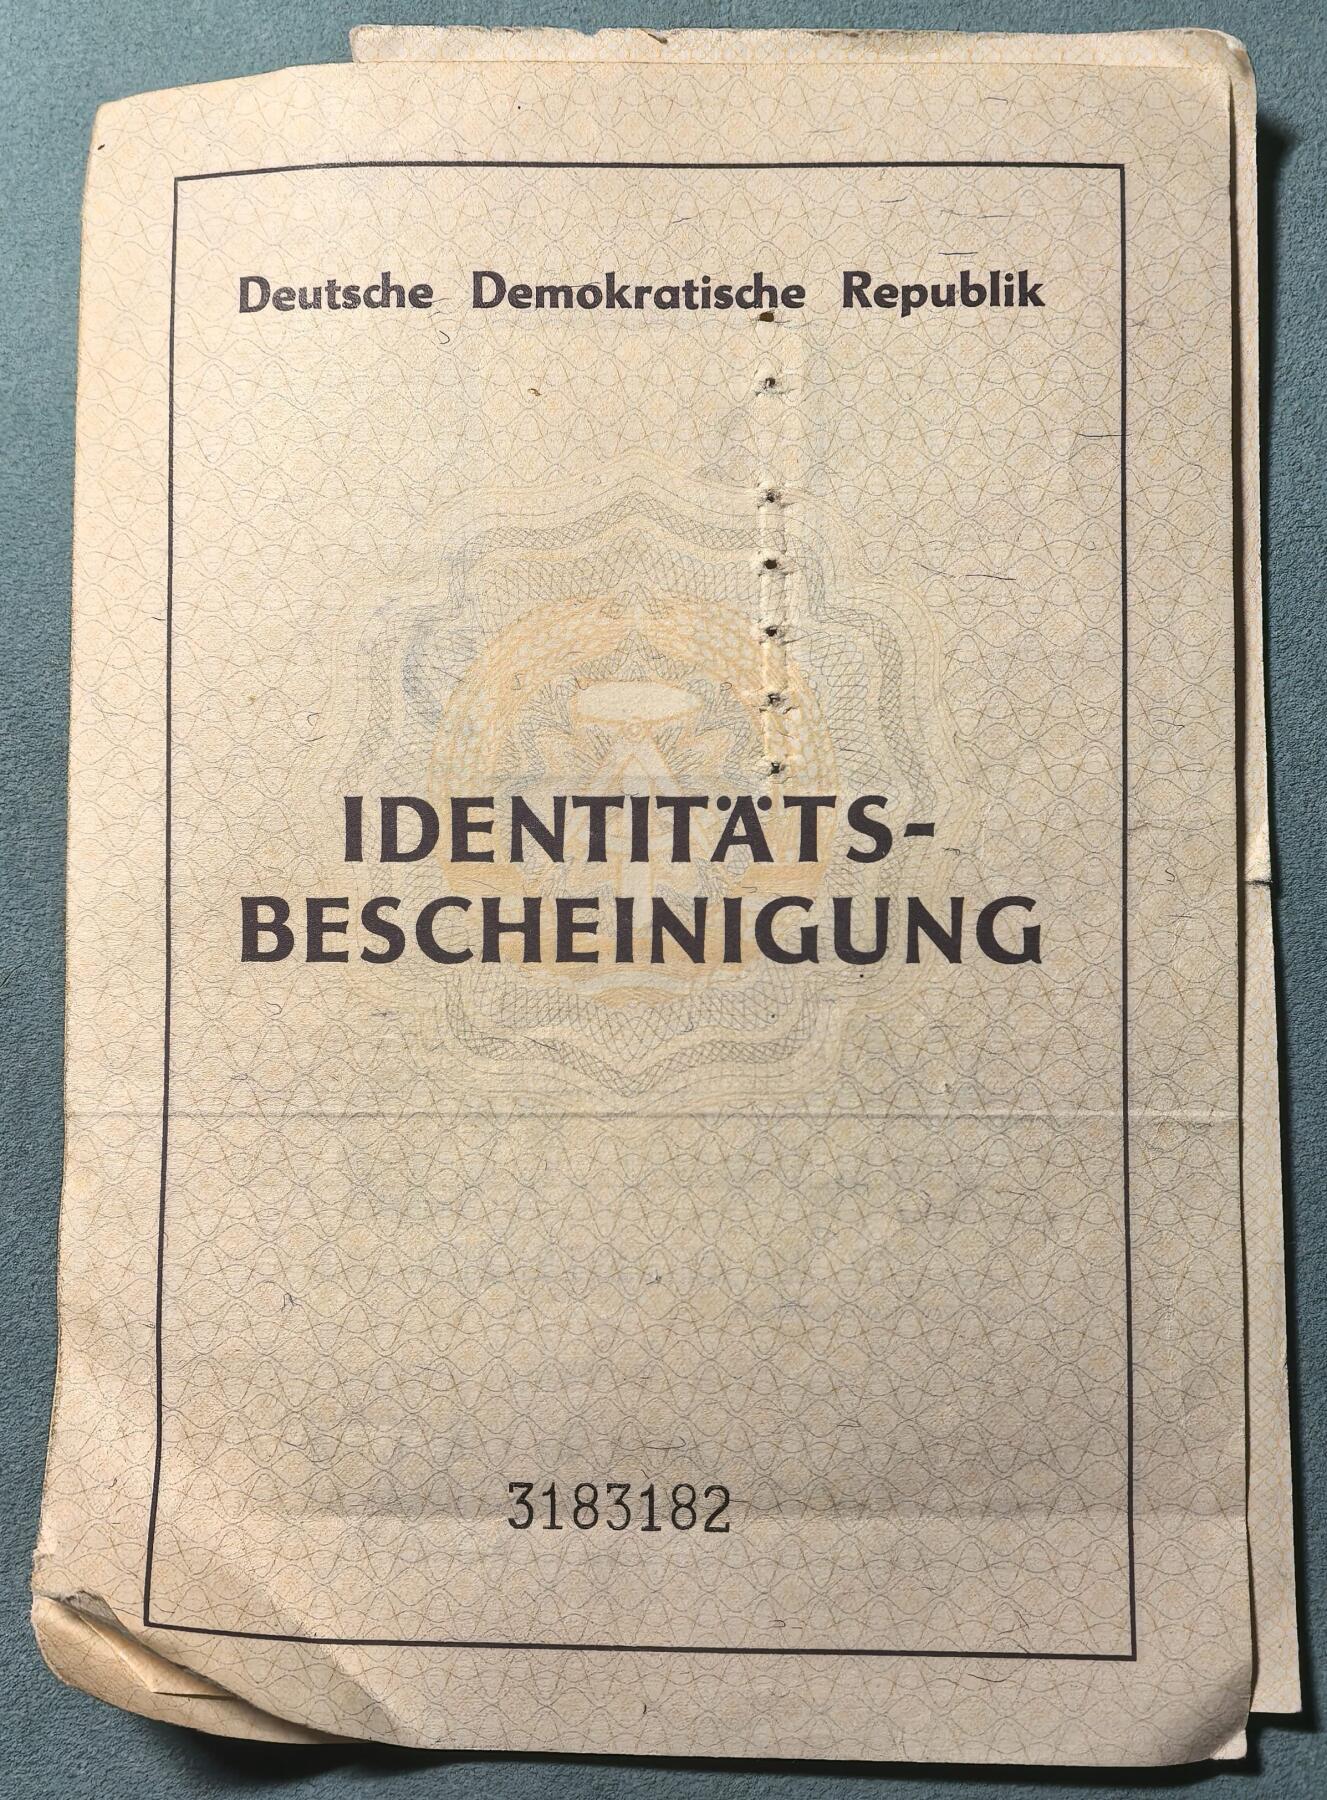 Deutsche Demokratische Republik
IDENTITÄTS-
BESCHEINIGUNG
3183182